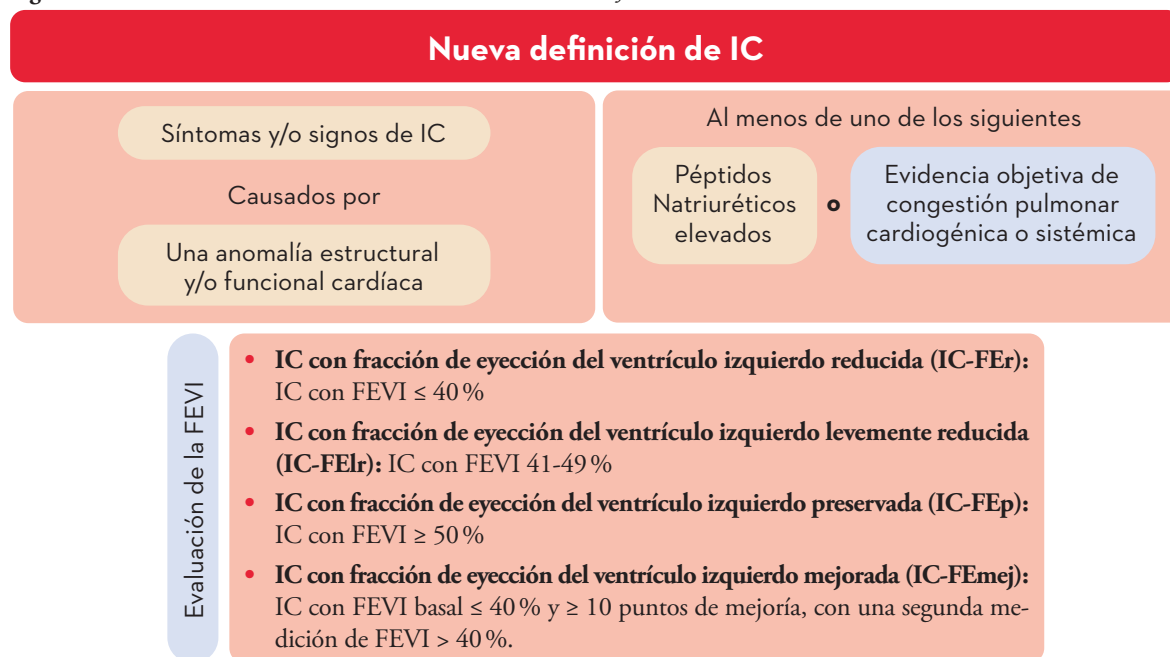 Nueva definición de IC
Síntomas y/o signos de IC
Causados por
Una anomalía estructural
y/o funcional cardíaca
Al menos de uno de los siguientes
Péptidos
Natriuréticos
elevados
o
Evidencia objetiva de
congestión pulmonar
cardiogénica o sistémica
Evaluación de la FEVI
• IC con fracción de eyección del ventrículo izquierdo reducida (IC-FEr):
IC con FEVI ≤ 40 %
• IC con fracción de eyección del ventrículo izquierdo levemente reducida
(IC-FElr): IC con FEVI 41-49 %
• IC con fracción de eyección del ventrículo izquierdo preservada (IC-FEp):
IC con FEVI ≥ 50 %
• IC con fracción de eyección del ventrículo izquierdo mejorada (IC-FEmej):
IC con FEVI basal ≤ 40 % y ≥ 10 puntos de mejoría, con una segunda me-
dición de FEVI > 40 %.